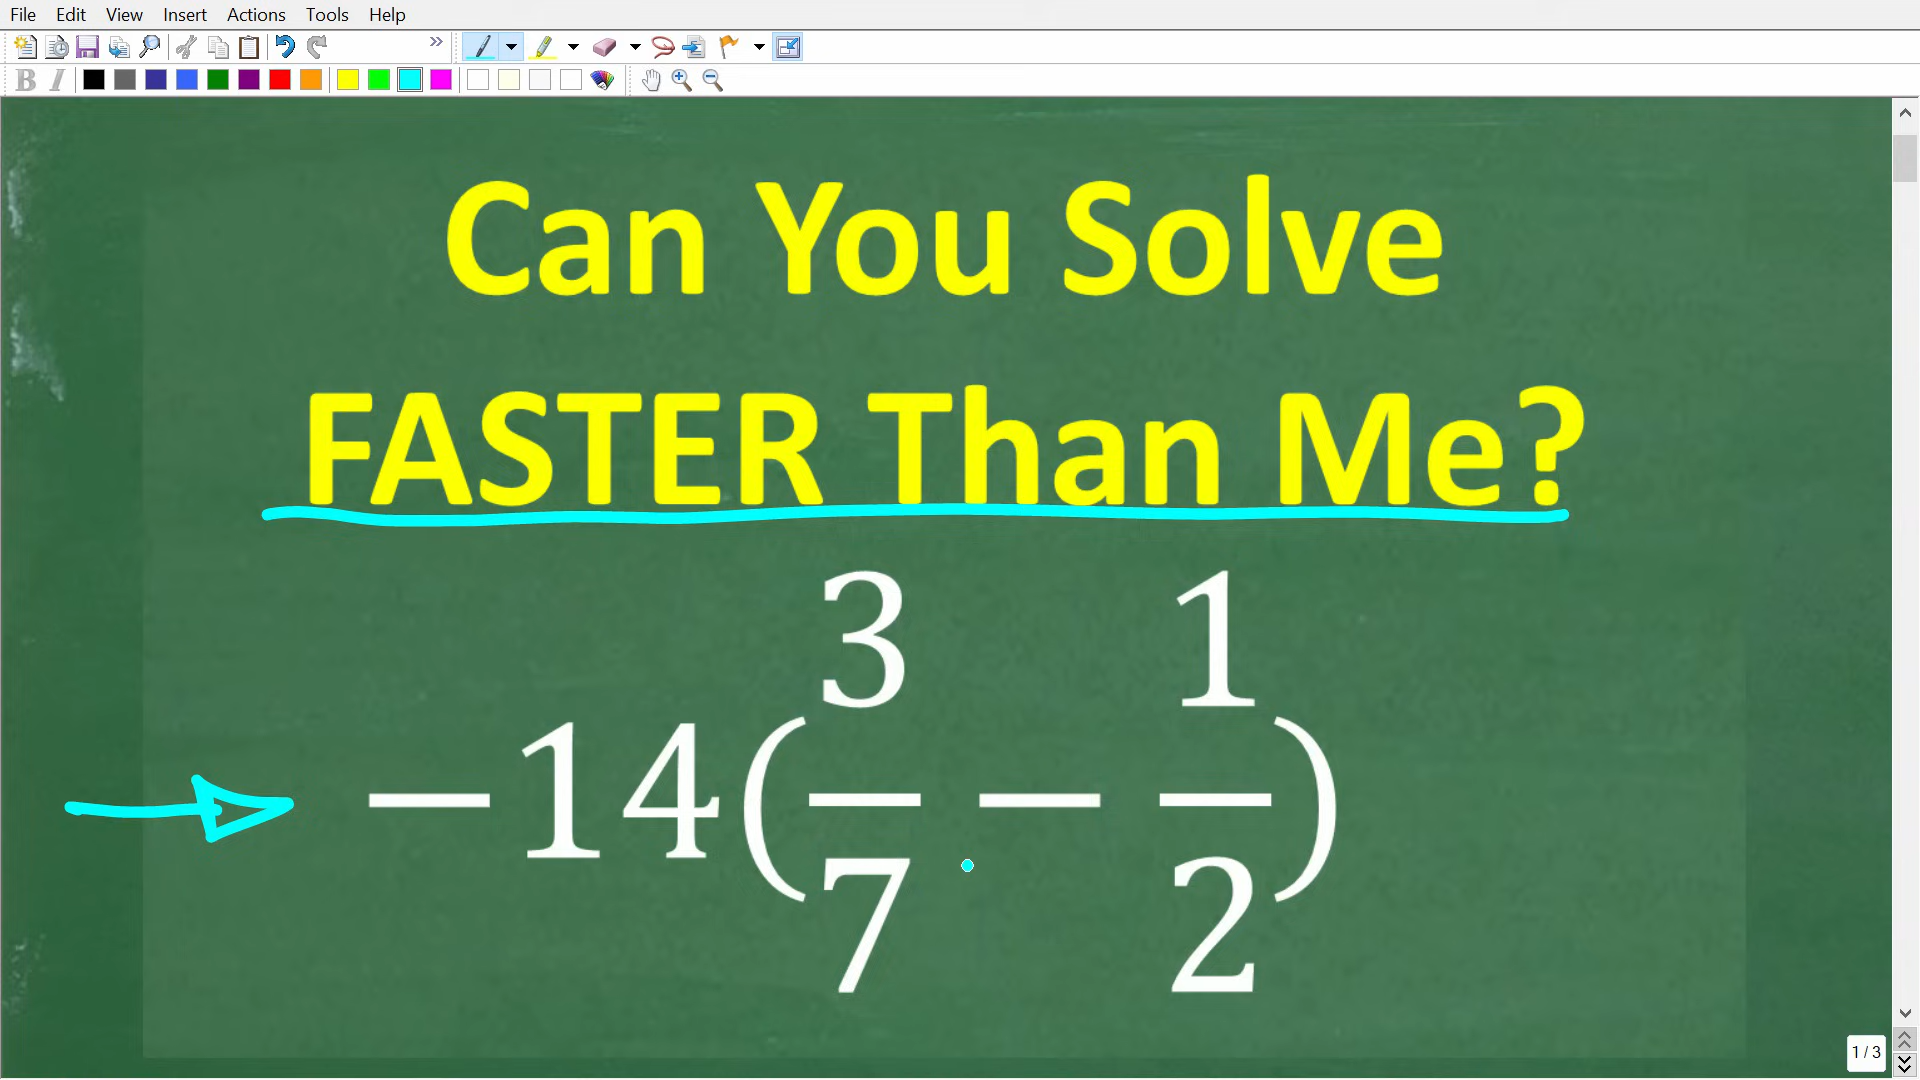 File Edit View Insert Actions Tools Help
»
B I
Can You Solve
FASTER Than Me?
−14(3/7 − 1/2)
1 / 3